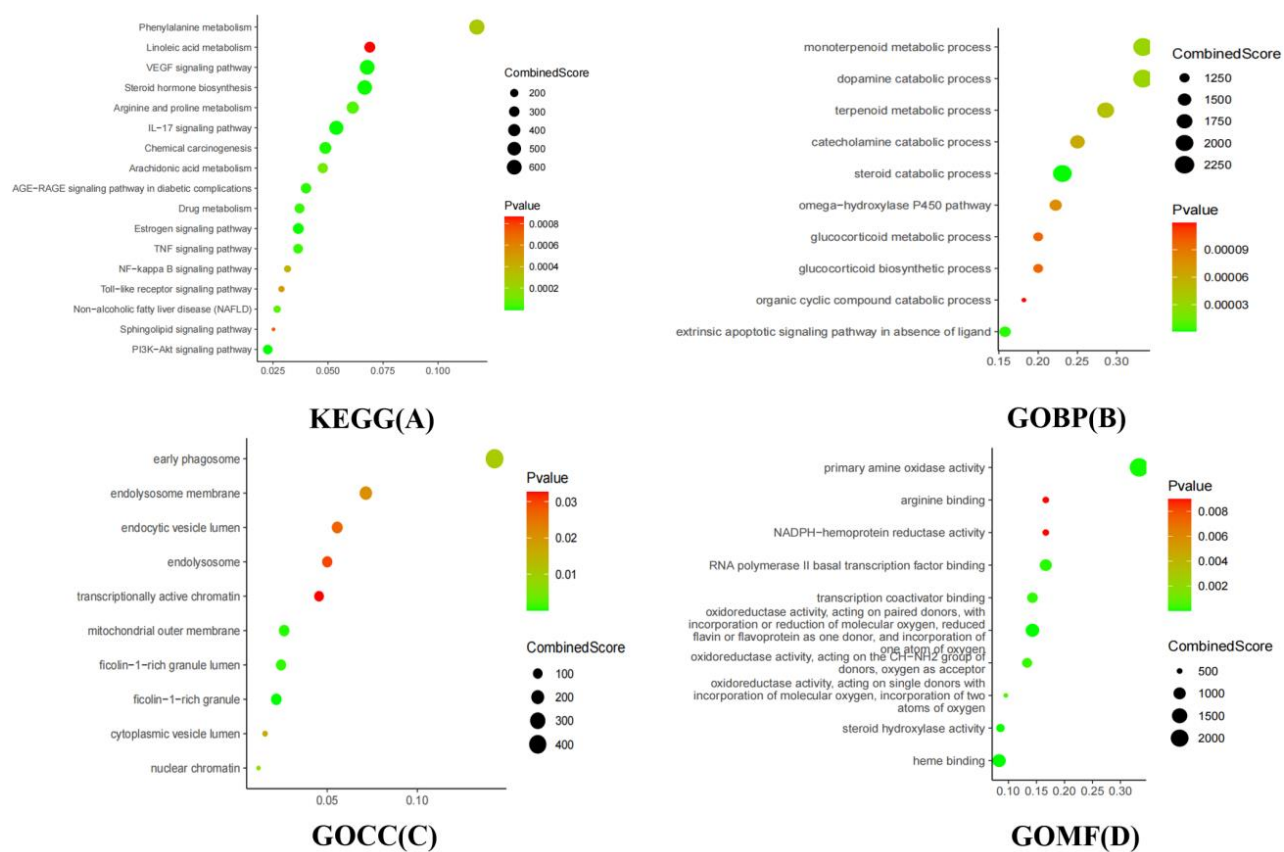 Phenylalanine metabolism
Linoleic acid metabolism
VEGF signaling pathway
Steroid hormone biosynthesis
Arginine and proline metabolism
IL−17 signaling pathway
Chemical carcinogenesis
Arachidonic acid metabolism
AGE−RAGE signaling pathway in diabetic complications
Drug metabolism
Estrogen signaling pathway
TNF signaling pathway
NF−kappa B signaling pathway
Toll−like receptor signaling pathway
Non−alcoholic fatty liver disease (NAFLD)
Sphingolipid signaling pathway
PI3K−Akt signaling pathway
0.025 0.050 0.075 0.100
CombinedScore
200
300
400
500
600
Pvalue
0.0008
0.0006
0.0004
0.0002
KEGG(A)
monoterpenoid metabolic process
dopamine catabolic process
terpenoid metabolic process
catecholamine catabolic process
steroid catabolic process
omega−hydroxylase P450 pathway
glucocorticoid metabolic process
glucocorticoid biosynthetic process
organic cyclic compound catabolic process
extrinsic apoptotic signaling pathway in absence of ligand
0.15 0.20 0.25 0.30
CombinedScore
1250
1500
1750
2000
2250
Pvalue
0.00009
0.00006
0.00003
GOBP(B)
early phagosome
endolysosome membrane
endocytic vesicle lumen
endolysosome
transcriptionally active chromatin
mitochondrial outer membrane
ficolin−1−rich granule lumen
ficolin−1−rich granule
cytoplasmic vesicle lumen
nuclear chromatin
0.05 0.10
Pvalue
0.03
0.02
0.01
CombinedScore
100
200
300
400
GOCC(C)
primary amine oxidase activity
arginine binding
NADPH−hemoprotein reductase activity
RNA polymerase II basal transcription factor binding
transcription coactivator binding
oxidoreductase activity, acting on paired donors, with
incorporation or reduction of molecular oxygen, reduced
flavin or flavoprotein as one donor, and incorporation of
one atom of oxygen
oxidoreductase activity, acting on the CH−NH2 group of
donors, oxygen as acceptor
oxidoreductase activity, acting on single donors with
incorporation of molecular oxygen, incorporation of two
atoms of oxygen
steroid hydroxylase activity
heme binding
0.10 0.15 0.20 0.25 0.30
Pvalue
0.008
0.006
0.004
0.002
CombinedScore
500
1000
1500
2000
GOMF(D)